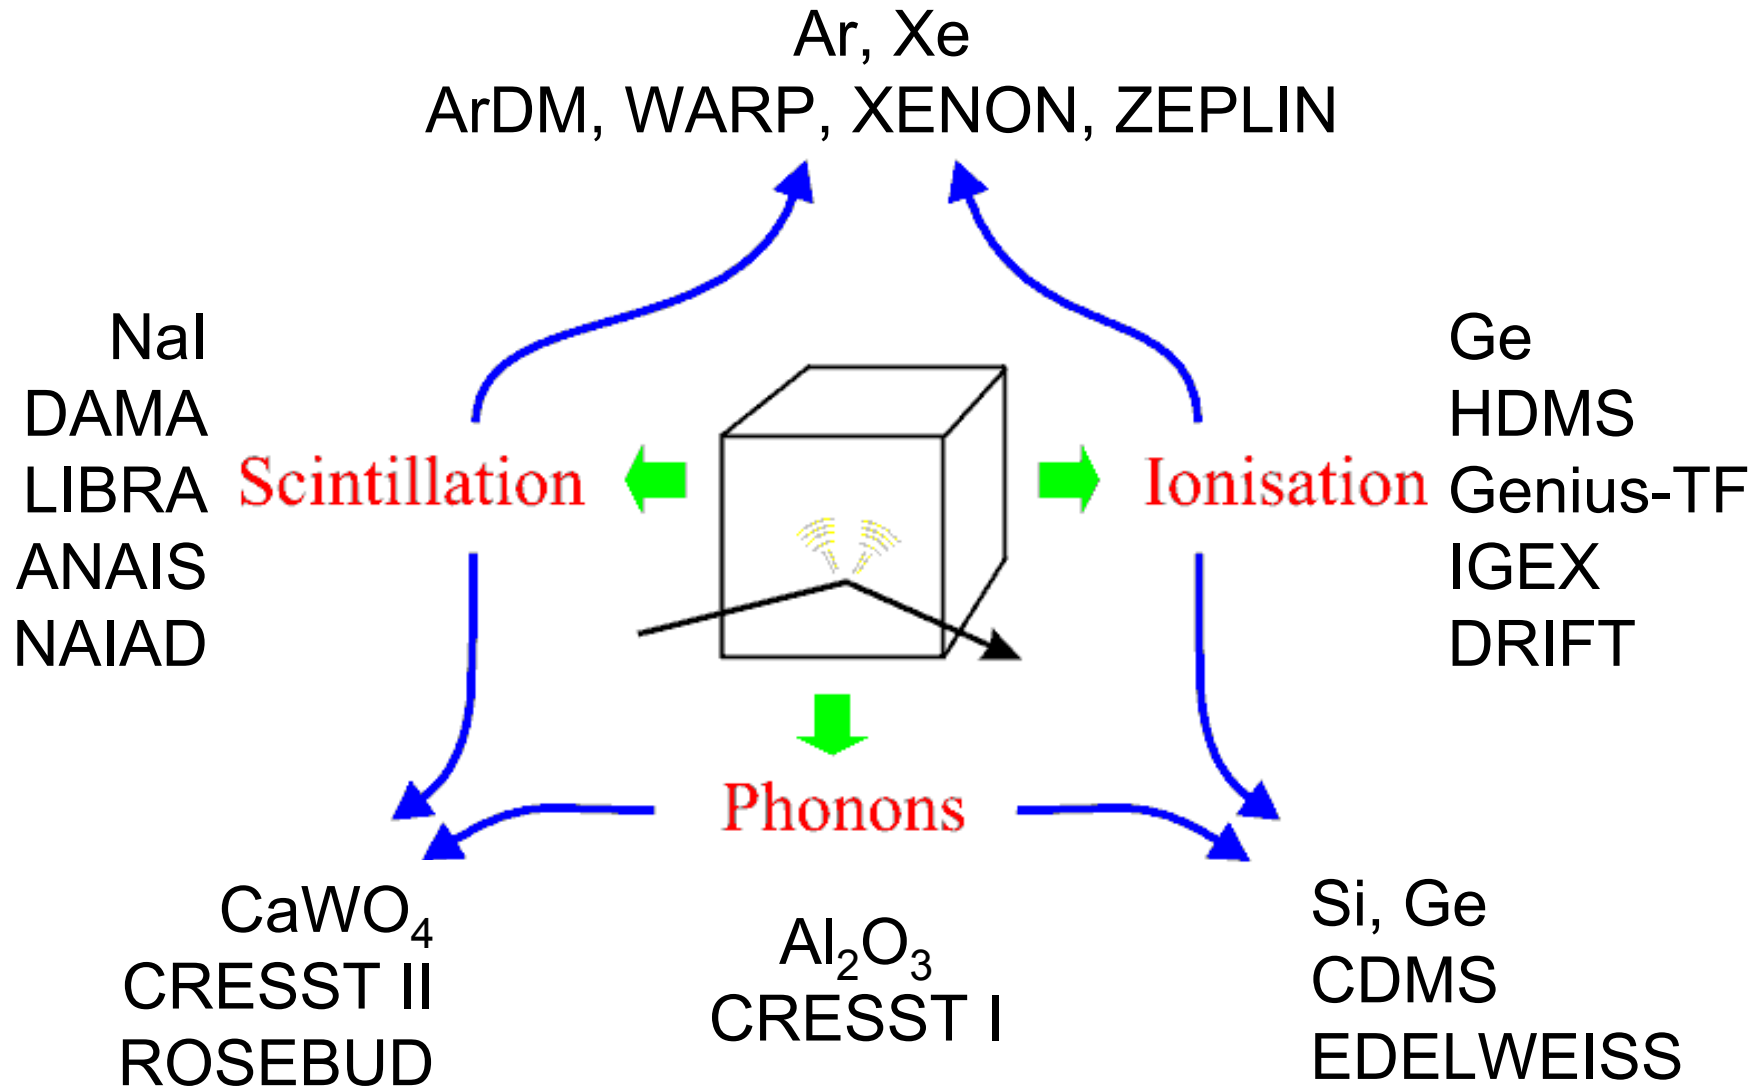 Ar, Xe
ArDM, WARP, XENON, ZEPLIN
NaI
DAMA
LIBRA
ANAIS
NAIAD
Scintillation
Ionisation
Ge
HDMS
Genius-TF
IGEX
DRIFT
Phonons
CaWO₄
CRESST II
ROSEBUD
Al₂O₃
CRESST I
Si, Ge
CDMS
EDELWEISS